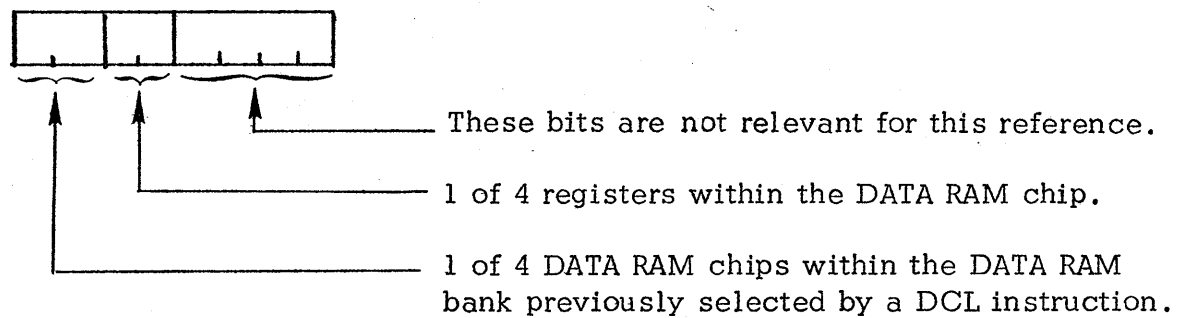 These bits are not relevant for this reference.
1 of 4 registers within the DATA RAM chip.
1 of 4 DATA RAM chips within the DATA RAM
bank previously selected by a DCL instruction.